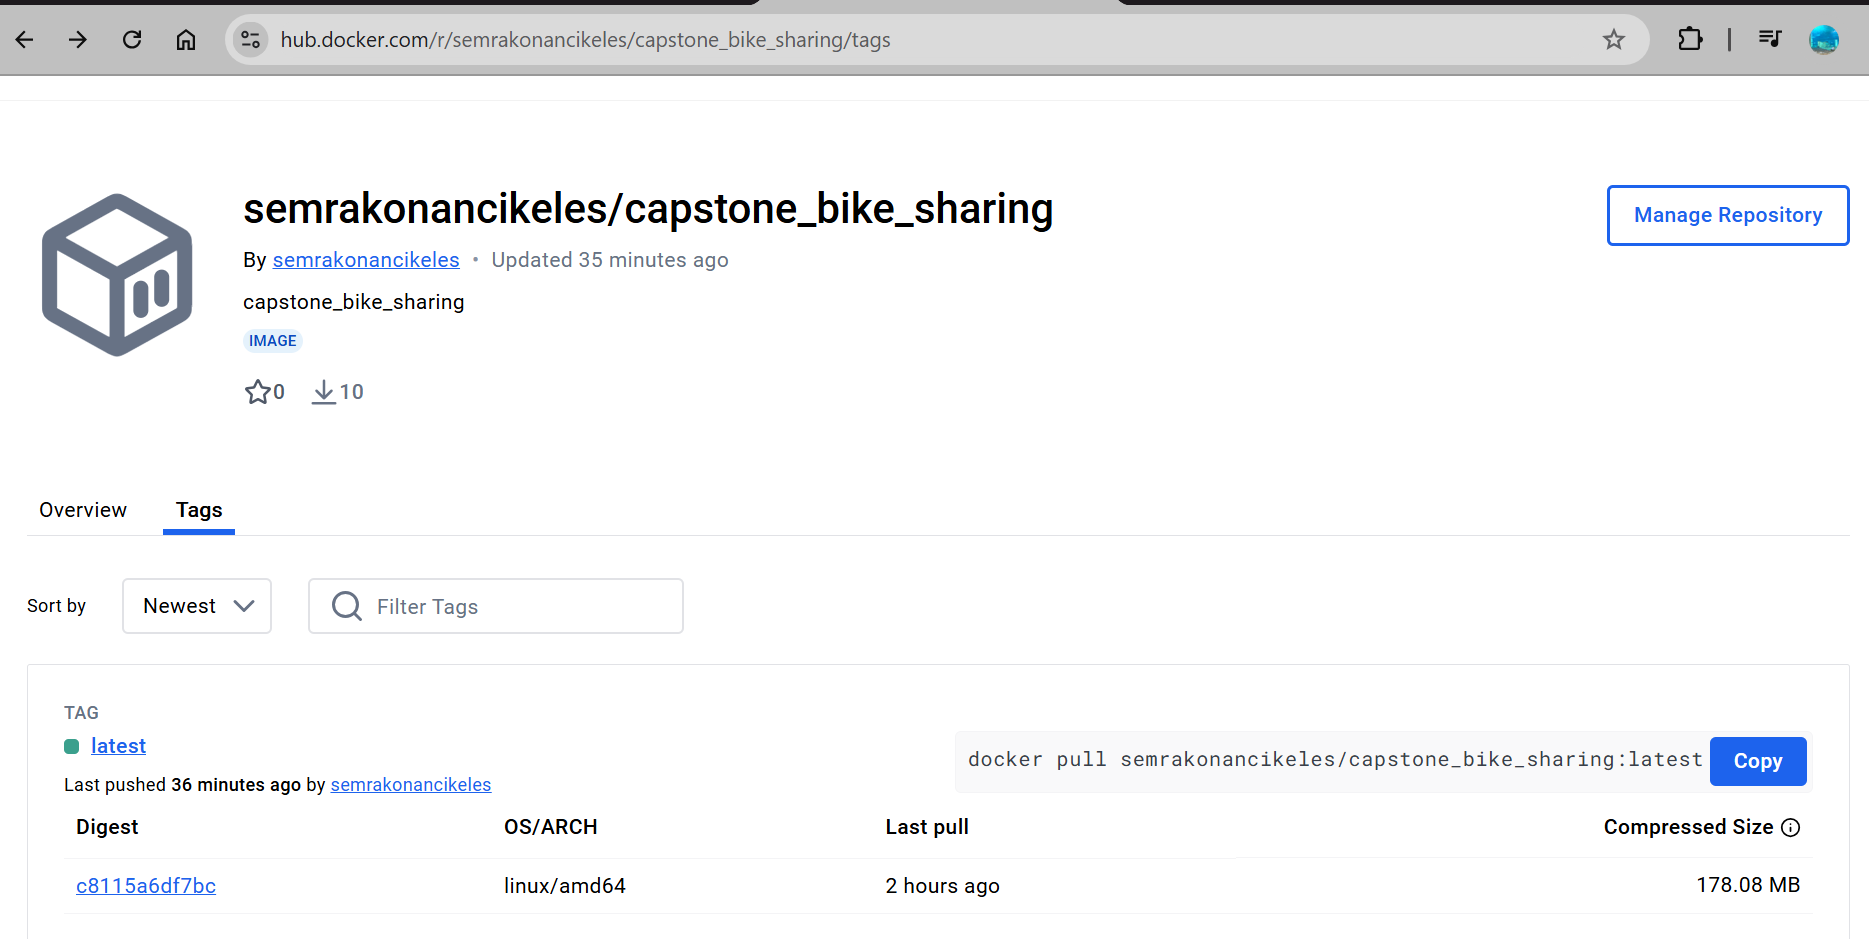 hub.docker.com/r/semrakonancikeles/capstone_bike_sharing/tags
semrakonancikeles/capstone_bike_sharing
Manage Repository
By semrakonancikeles • Updated 35 minutes ago
capstone_bike_sharing
IMAGE
0 10
Overview Tags
Sort by Newest Filter Tags
TAG
latest
docker pull semrakonancikeles/capstone_bike_sharing:latest Copy
Last pushed 36 minutes ago by semrakonancikeles
Digest OS/ARCH Last pull Compressed Size
c8115a6df7bc linux/amd64 2 hours ago 178.08 MB